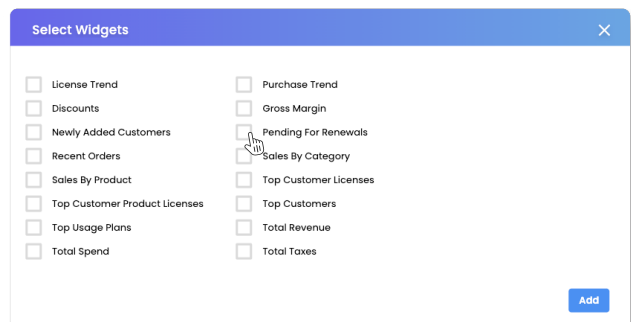 Select Widgets
License Trend
Purchase Trend
Discounts
Gross Margin
Newly Added Customers
Pending For Renewals
Recent Orders
Sales By Category
Sales By Product
Top Customer Licenses
Top Customer Product Licenses
Top Customers
Top Usage Plans
Total Revenue
Total Spend
Total Taxes
Add